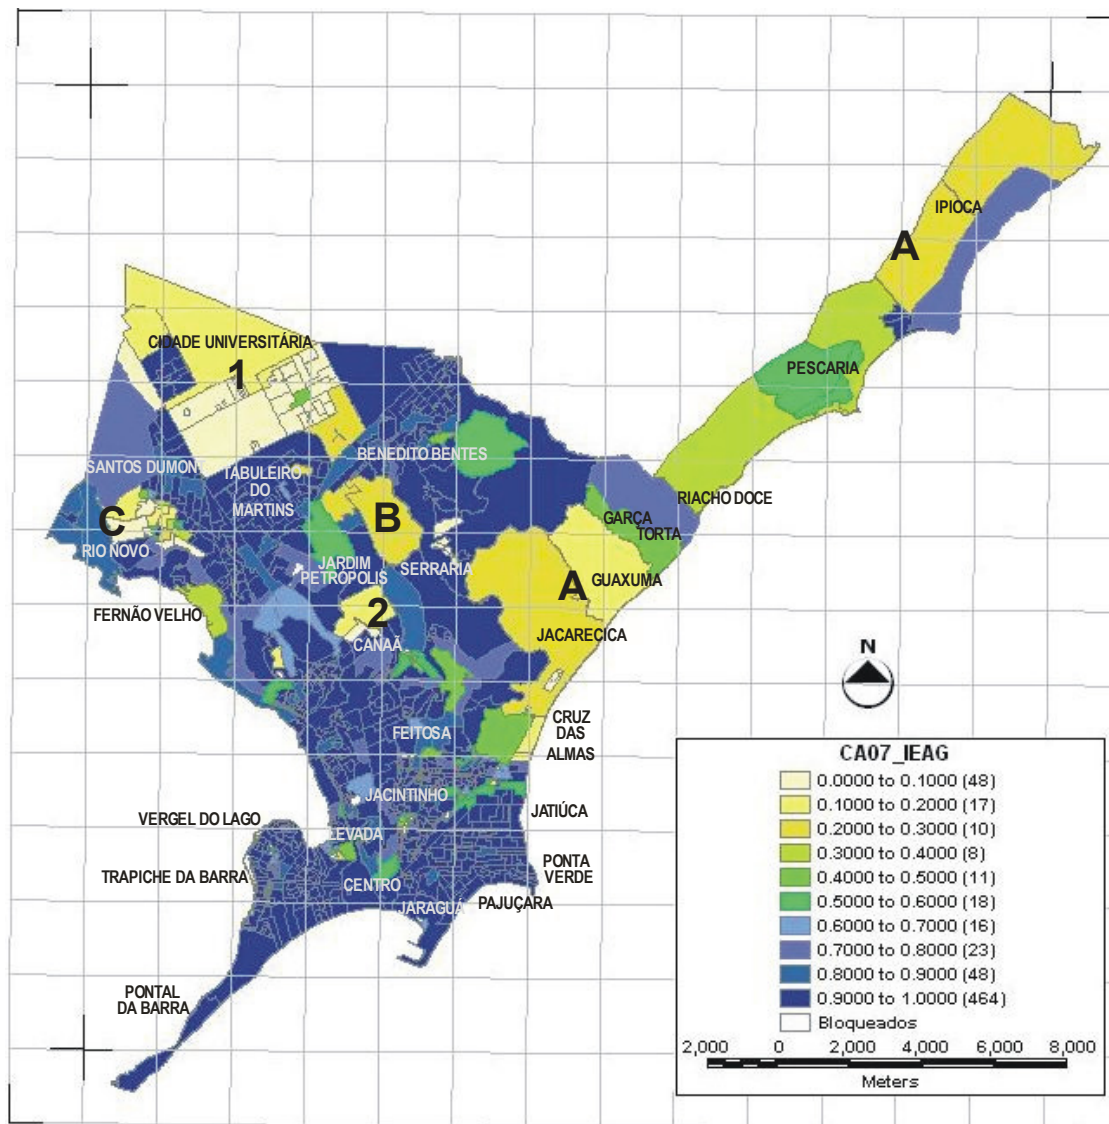 IPIOCA
A
CIDADE UNIVERSITÁRIA
1
PESCARIA
BENEDITO BENTES
SANTOS DUMONT
TABULEIRO
DO
MARTINS
RIACHO DOCE
GARÇA
TORTA
B
C
RIO NOVO
JARDIM
PETRÓPOLIS
SERRARIA
A
GUAXUMA
FERNÃO VELHO
2
CANAÃ
JACARECICA
N
FEITOSA
CRUZ
DAS
ALMAS
JACINTINHO
JATIÚCA
VERGEL DO LAGO
LEVADA
TRAPICHE DA BARRA
CENTRO
PONTA
VERDE
JARAGUÁ
PAJUÇARA
PONTAL
DA BARRA
CA07_IEAG
0.0000 to 0.1000 (48)
0.1000 to 0.2000 (17)
0.2000 to 0.3000 (10)
0.3000 to 0.4000 (8)
0.4000 to 0.5000 (11)
0.5000 to 0.6000 (18)
0.6000 to 0.7000 (16)
0.7000 to 0.8000 (23)
0.8000 to 0.9000 (48)
0.9000 to 1.0000 (464)
Bloqueados
2,000 0 2,000 4,000 6,000 8,000
Meters